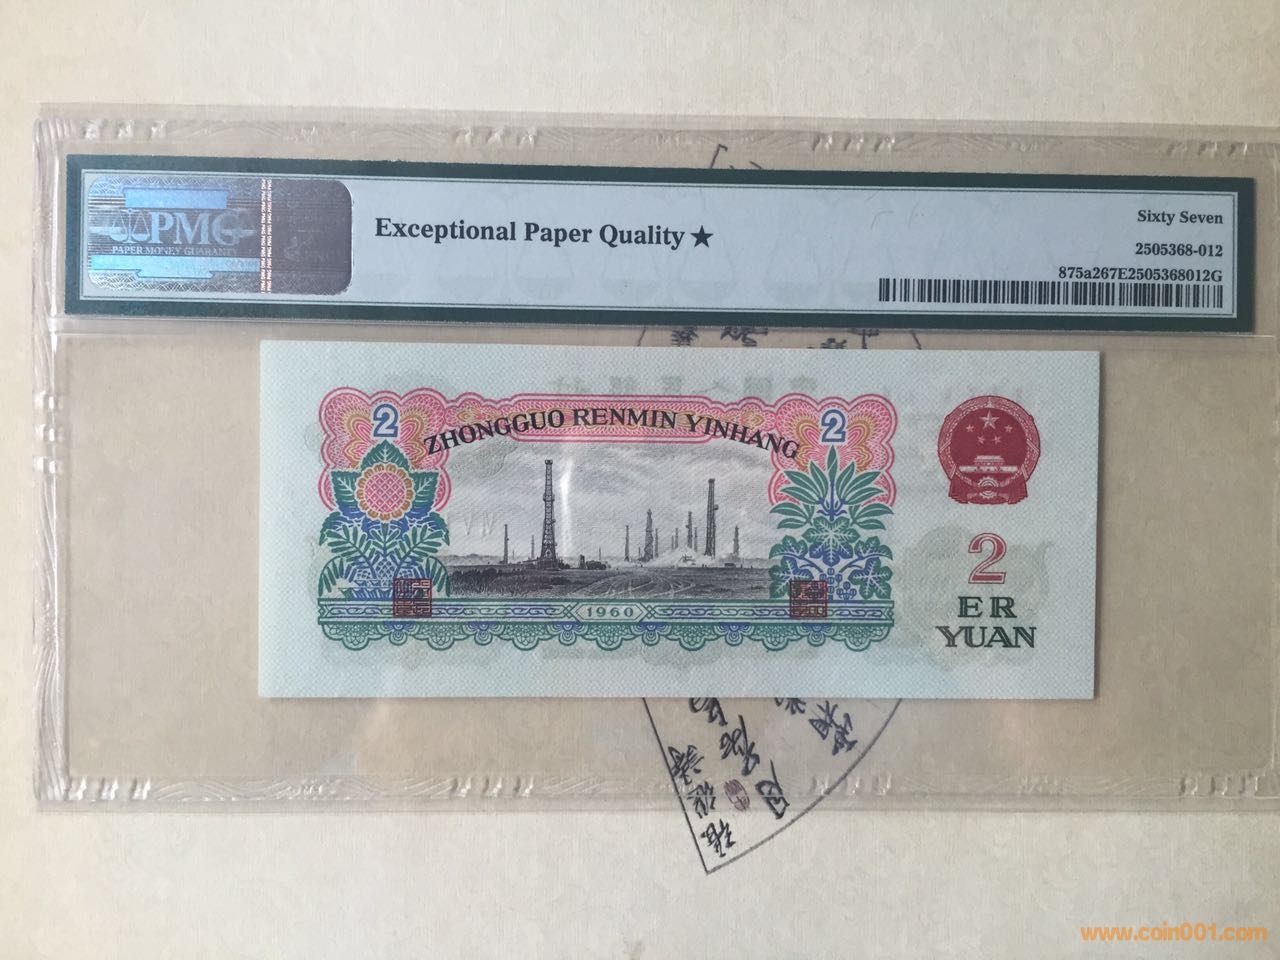 PMG
PAPER MONEY GUARANTY
Exceptional Paper Quality ★
Sixty Seven
2505368-012
875a267E2505368012G
2
ZHONGGUO RENMIN YINHANG
2
1960
2
ER
YUAN
www.coin001.com